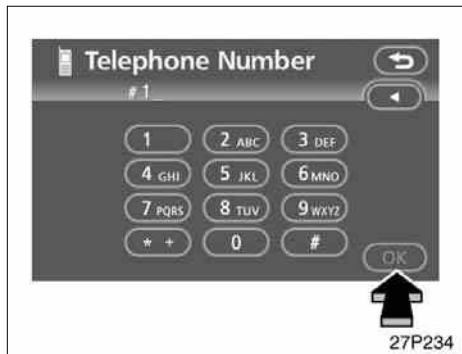 Telephone Number
#1_
1 2 ABC 3 DEF
4 GHI 5 JKL 6 MNO
7 PQRS 8 TUV 9 WXYZ
* + 0 #
OK
27P234